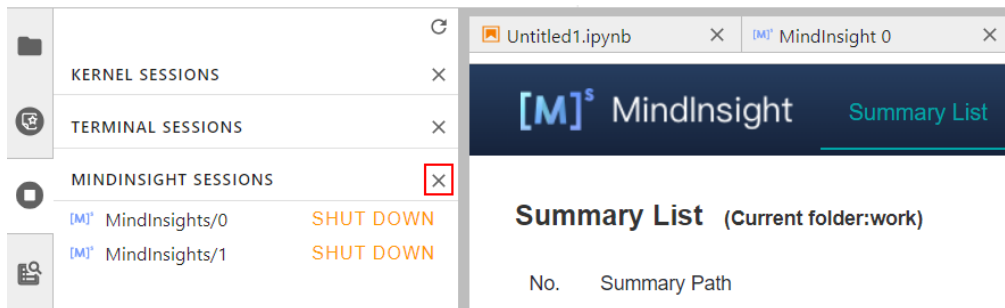 Untitled1.ipynb
[M]ˢ MindInsight 0
KERNEL SESSIONS
TERMINAL SESSIONS
MINDINSIGHT SESSIONS
[M]ˢ MindInsights/0 SHUT DOWN
[M]ˢ MindInsights/1 SHUT DOWN
[M]ˢ MindInsight Summary List
Summary List (Current folder:work)
No. Summary Path